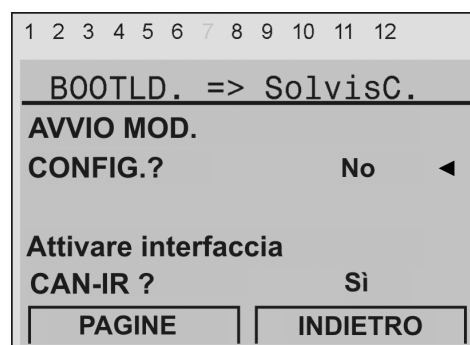 1 2 3 4 5 6 7 8 9 10 11 12
BOOTLD. => SolvisC.
AVVIO MOD.
CONFIG.? No ◄
Attivare interfaccia
CAN-IR ? Sì
PAGINE INDIETRO